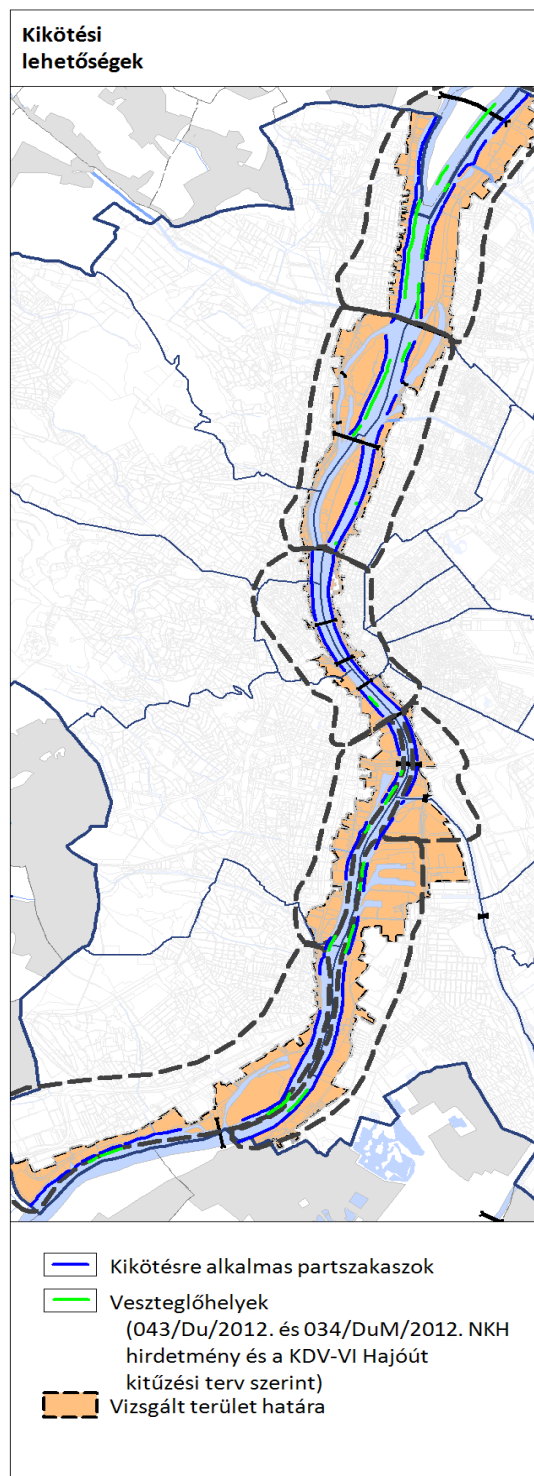 Kikötési
lehetőségek
Kikötésre alkalmas partszakaszok
Veszteglőhelyek
(043/Du/2012. és 034/DuM/2012. NKH
hirdetmény és a KDV-VI Hajóút
kitűzési terv szerint)
Vizsgált terület határa